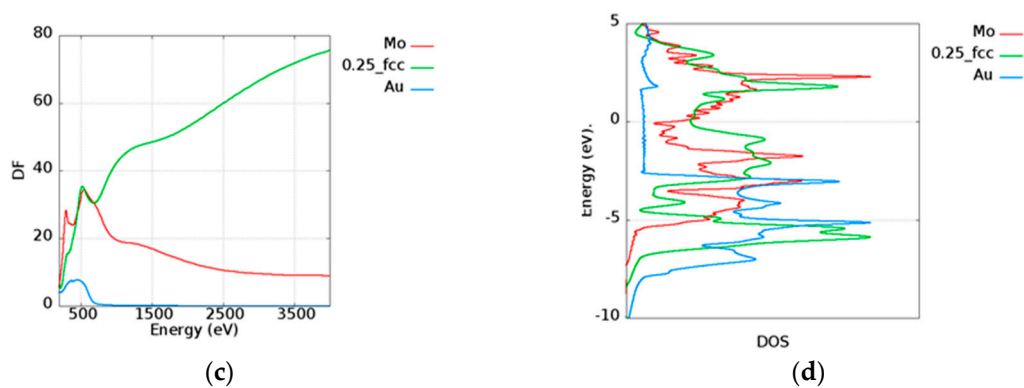 80
60
40
20
0
DF
500
1500
2500
3500
Energy (eV)
Mo
0.25_fcc
Au
(c)
5
0
-5
-10
Energy (eV).
DOS
Mo
0.25_fcc
Au
(d)